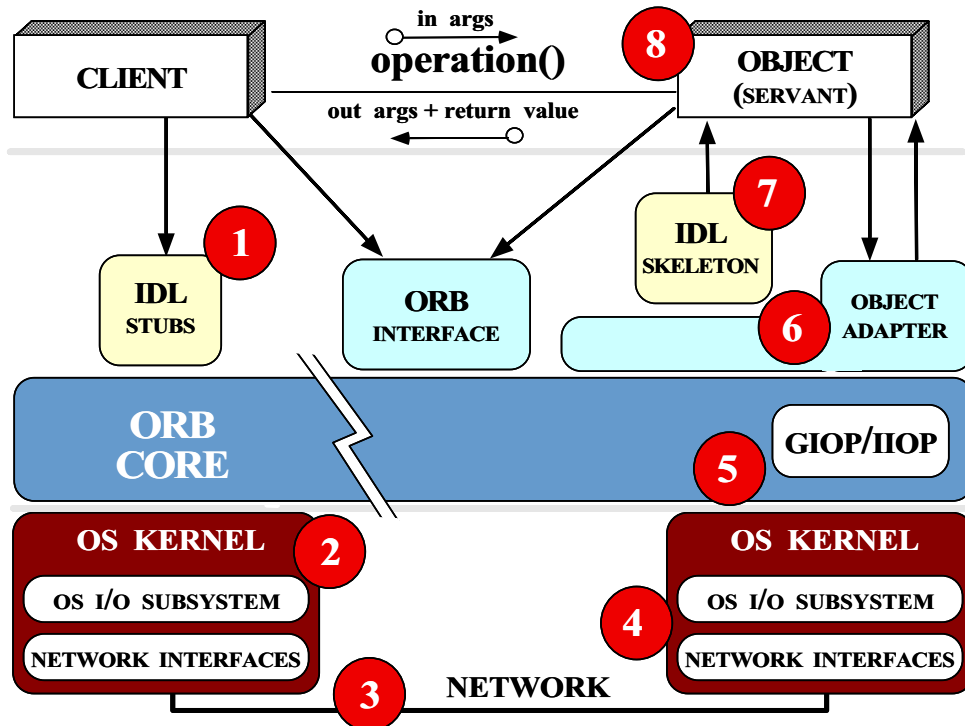 in args
8
CLIENT
operation()
OBJECT
(SERVANT)
out args + return value
7
1
IDL
SKELETON
IDL
STUBS
ORB
INTERFACE
6
OBJECT
ADAPTER
ORB
CORE
GIOP/IIOP
5
OS KERNEL
2
OS KERNEL
OS I/O SUBSYSTEM
4
OS I/O SUBSYSTEM
NETWORK INTERFACES
NETWORK INTERFACES
3
NETWORK